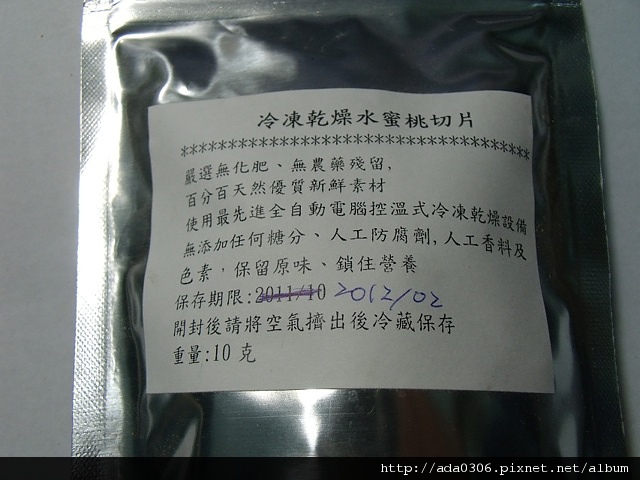 冷凍乾燥水蜜桃切片
************************************
嚴選無化肥、無農藥殘留,
百分百天然優質新鮮素材
使用最先進全自動電腦控溫式冷凍乾燥設備
無添加任何糖分、人工防腐劑,人工香料及
色素,保留原味、鎖住營養
保存期限:2011/10 2012/02
開封後請將空氣擠出後冷藏保存
重量:10 克
http://ada0306.pixnet.net/album